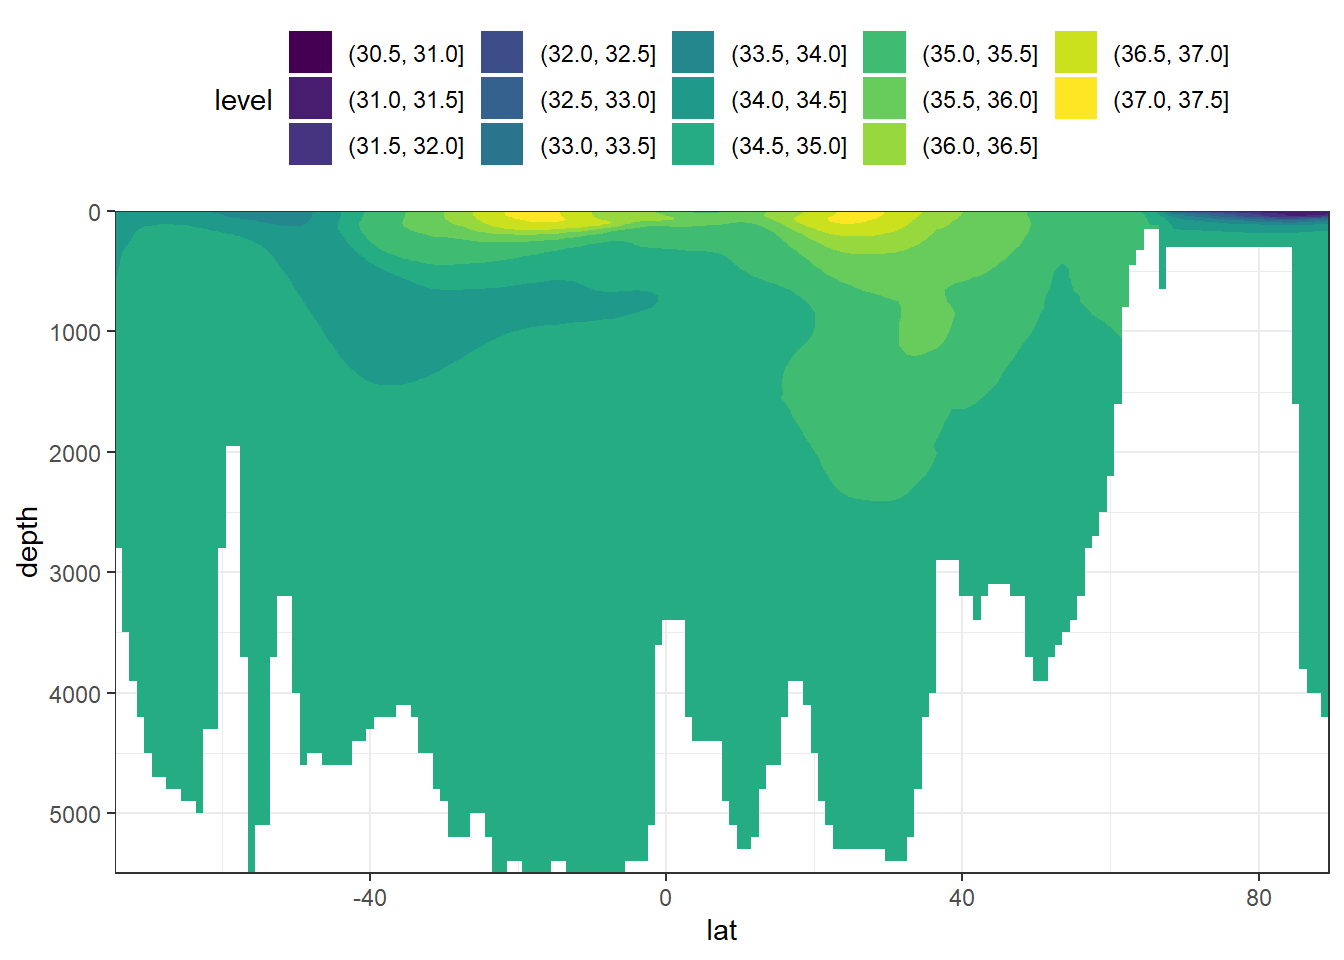 (30.5, 31.0] (32.0, 32.5] (33.5, 34.0] (35.0, 35.5] (36.5, 37.0]
level (31.0, 31.5] (32.5, 33.0] (34.0, 34.5] (35.5, 36.0] (37.0, 37.5]
(31.5, 32.0] (33.0, 33.5] (34.5, 35.0] (36.0, 36.5]
0
1000
2000
depth
3000
4000
5000
-40 0 40 80
lat